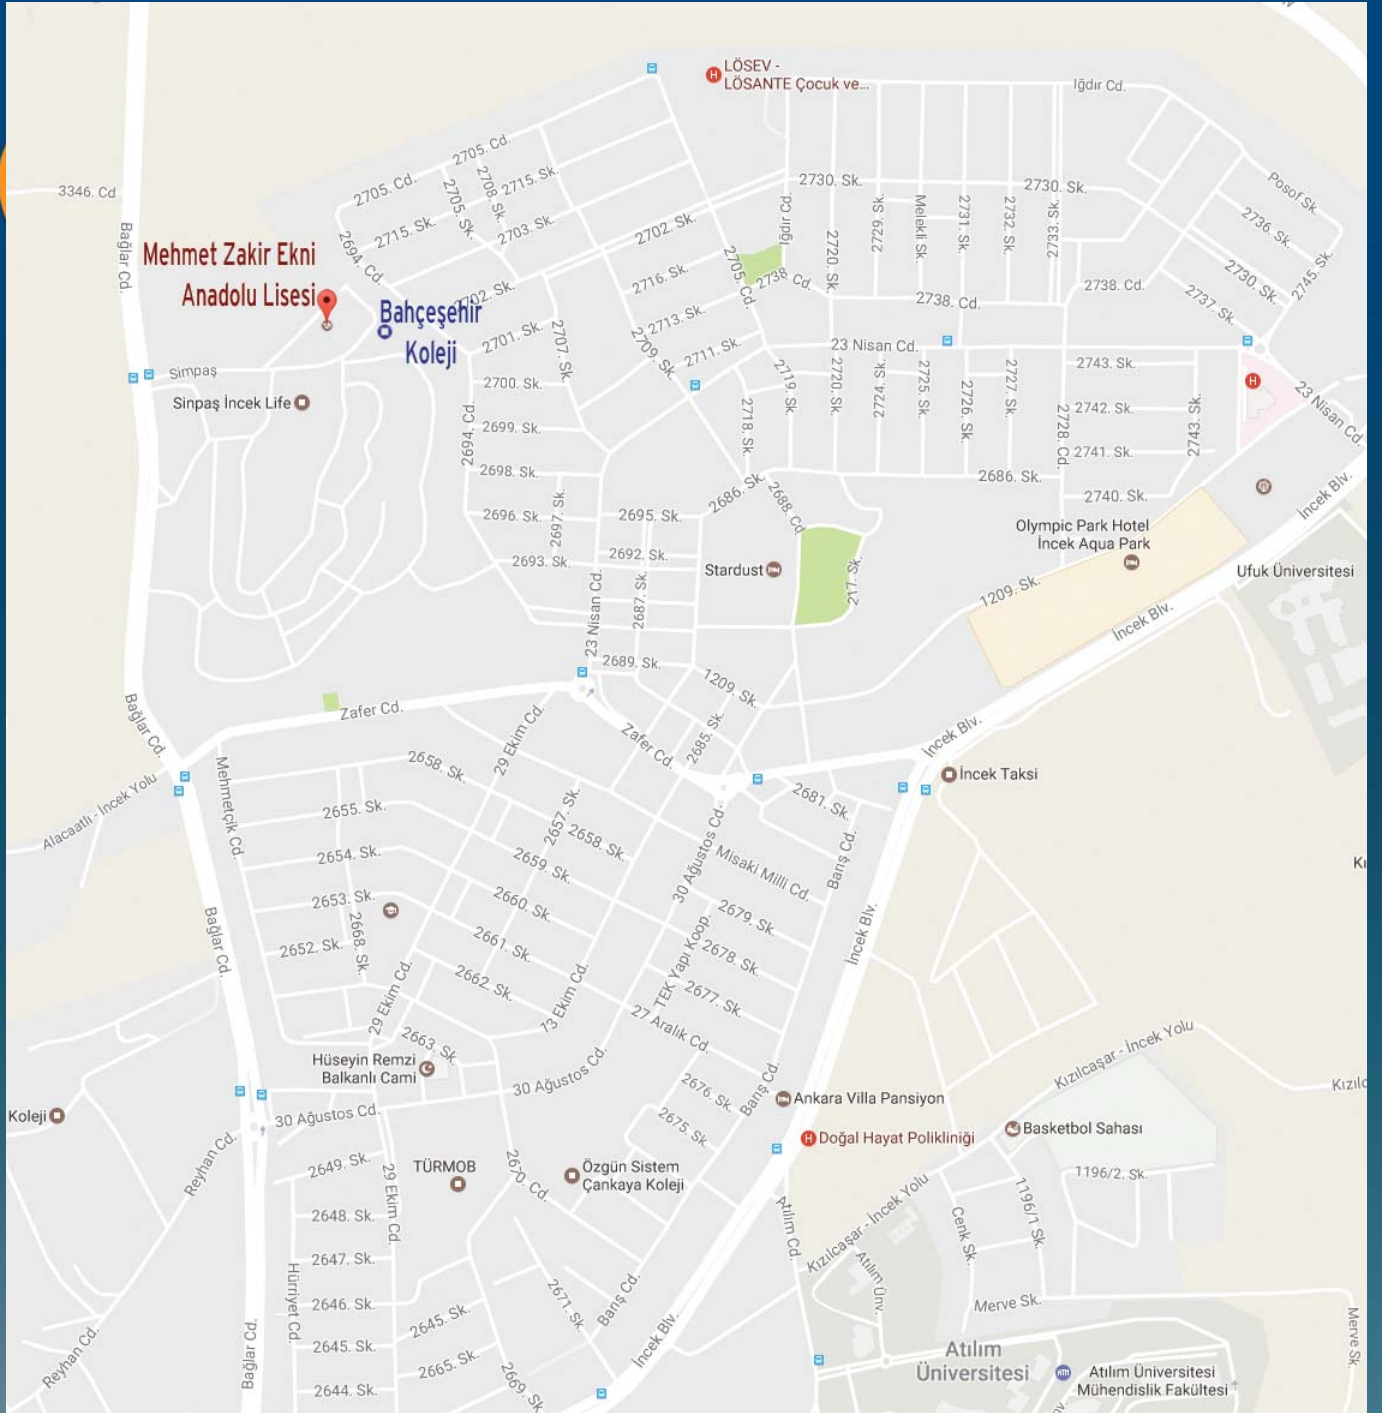 LÖSEV -
LÖSANTE Çocuk ve...
Iğdır Cd.
2705. Cd.
2705. Cd.
2708. Sk.
2715. Sk.
2705. Sk.
2730. Sk.
2730. Sk.
Posof Sk.
3346. Cd
2715. Sk.
2703. Sk.
2702. Sk.
Iğdır Cd.
2720. Sk.
2729. Sk.
Melekli Sk.
2731. Sk.
2732. Sk.
2733. Sk.
2736. Sk.
Bağlar Cd.
2694. Cd.
Mehmet Zakir Ekni
Anadolu Lisesi
2702. Sk.
2716. Sk.
2705. Cd.
2738. Cd.
2738. Cd.
2738. Cd.
2730. Sk.
2745. Sk.
2737. Sk.
Bahçeşehir
Koleji
2701. Sk.
2707. Sk.
2713. Sk.
2709. Sk.
2711. Sk.
23 Nisan Cd.
Simpaş
2700. Sk.
2719. Sk.
2720. Sk.
2724. Sk.
2725. Sk.
2726. Sk.
2727. Sk.
2743. Sk.
Sinpaş İncek Life
2694. Cd.
2699. Sk.
2718. Sk.
2728. Cd.
2742. Sk.
2743. Sk.
23 Nisan Cd.
2741. Sk.
2698. Sk.
2686. Sk.
2686. Sk.
2740. Sk.
2696. Sk.
2697. Sk.
2695. Sk.
2688. Cd.
İncek Blv.
Olympic Park Hotel
İncek Aqua Park
2693. Sk.
2692. Sk.
Stardust
217. Sk.
Ufuk Üniversitesi
23 Nisan Cd.
2687. Sk.
1209. Sk.
İncek Blv.
2689. Sk.
1209. Sk.
Bağlar Cd.
Zafer Cd.
29 Ekim Cd.
Zafer Cd.
2685. Sk.
İncek Blv.
Alacaatlı - İncek Yolu
Mehmetçik Cd.
2658. Sk.
İncek Taksi
2655. Sk.
2657. Sk.
2658. Sk.
2681. Sk.
2654. Sk.
2659. Sk.
30 Ağustos Cd.
Misaki Milli Cd.
Barış Cd.
2653. Sk.
2660. Sk.
2679. Sk.
2652. Sk.
2668. Sk.
2661. Sk.
2678. Sk.
İncek Blv.
Bağlar Cd.
2662. Sk.
TEK Yapı Koop.
2677. Sk.
29 Ekim Cd.
13 Ekim Cd.
27 Aralık Cd.
2663. Sk.
Hüseyin Remzi
Balkanlı Cami
30 Ağustos Cd.
2676. Sk.
Barış Cd.
Kızılcaşar - İncek Yolu
Ankara Villa Pansiyon
Koleji
30 Ağustos Cd.
2675. Sk.
Doğal Hayat Polikliniği
Basketbol Sahası
Reyhan Cd.
2649. Sk.
29 Ekim Cd.
TÜRMOB
2670. Cd.
Özgün Sistem
Çankaya Koleji
1196/2. Sk.
2648. Sk.
Atılım Cd.
Kızılcaşar - İncek Yolu
Cenk Sk.
1196/1 Sk.
2647. Sk.
Hürriyet Cd.
Atılım Ünv.
2646. Sk.
2645. Sk.
2671. Sk.
Barış Cd.
Merve Sk.
Merve Sk.
2645. Sk.
2665. Sk.
İncek Blv.
Reyhan Cd.
Bağlar Cd.
2644. Sk.
2669. Sk.
Atılım
Üniversitesi
ATM
Atılım Üniversitesi
Mühendislik Fakültesi